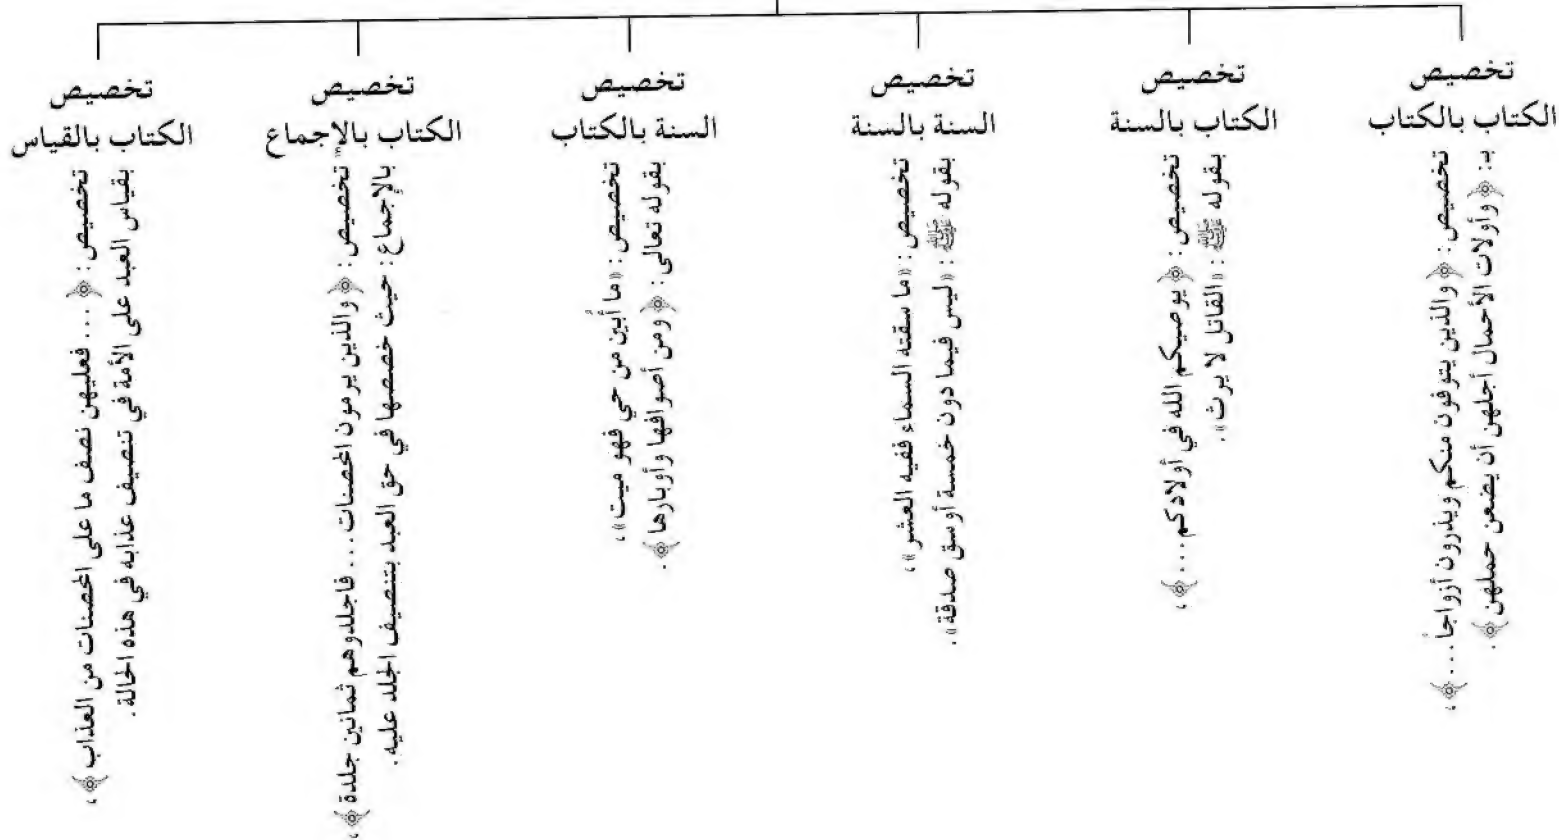 تخصيص
الكتاب بالكتاب
تخصيص: ﴿والذين يتوفون منكم ويذرون أزواجاً...﴾،
بـ: ﴿وأولات الأحمال أجلهن أن يضعن حملهن﴾.
تخصيص
الكتاب بالسنة
تخصيص: ﴿يوصيكم الله في أولادكم...﴾،
بقوله ﷺ: «القاتل لا يرث».
تخصيص
السنة بالسنة
تخصيص: «ما سقته السماء ففيه العشر»،
بقوله ﷺ: «ليس فيما دون خمسة أوسق صدقة».
تخصيص
السنة بالكتاب
تخصيص: «ما أُبين من حي فهو ميت»،
بقوله تعالى: ﴿ومن أصوافها وأوبارها﴾.
تخصيص
الكتاب بالإجماع
تخصيص: ﴿والذين يرمون المحصنات... فاجلدوهم ثمانين جلدة﴾،
بالإجماع: حيث خصصها في حق العبد بتنصيف الجلد عليه.
تخصيص
الكتاب بالقياس
تخصيص: ﴿.... فعليهن نصف ما على المحصنات من العذاب﴾،
بقياس العبد على الأمة في تنصيف عذابه في هذه الحالة.